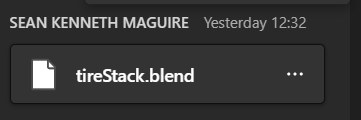 SEAN KENNETH MAGUIRE Yesterday 12:32
tireStack.blend